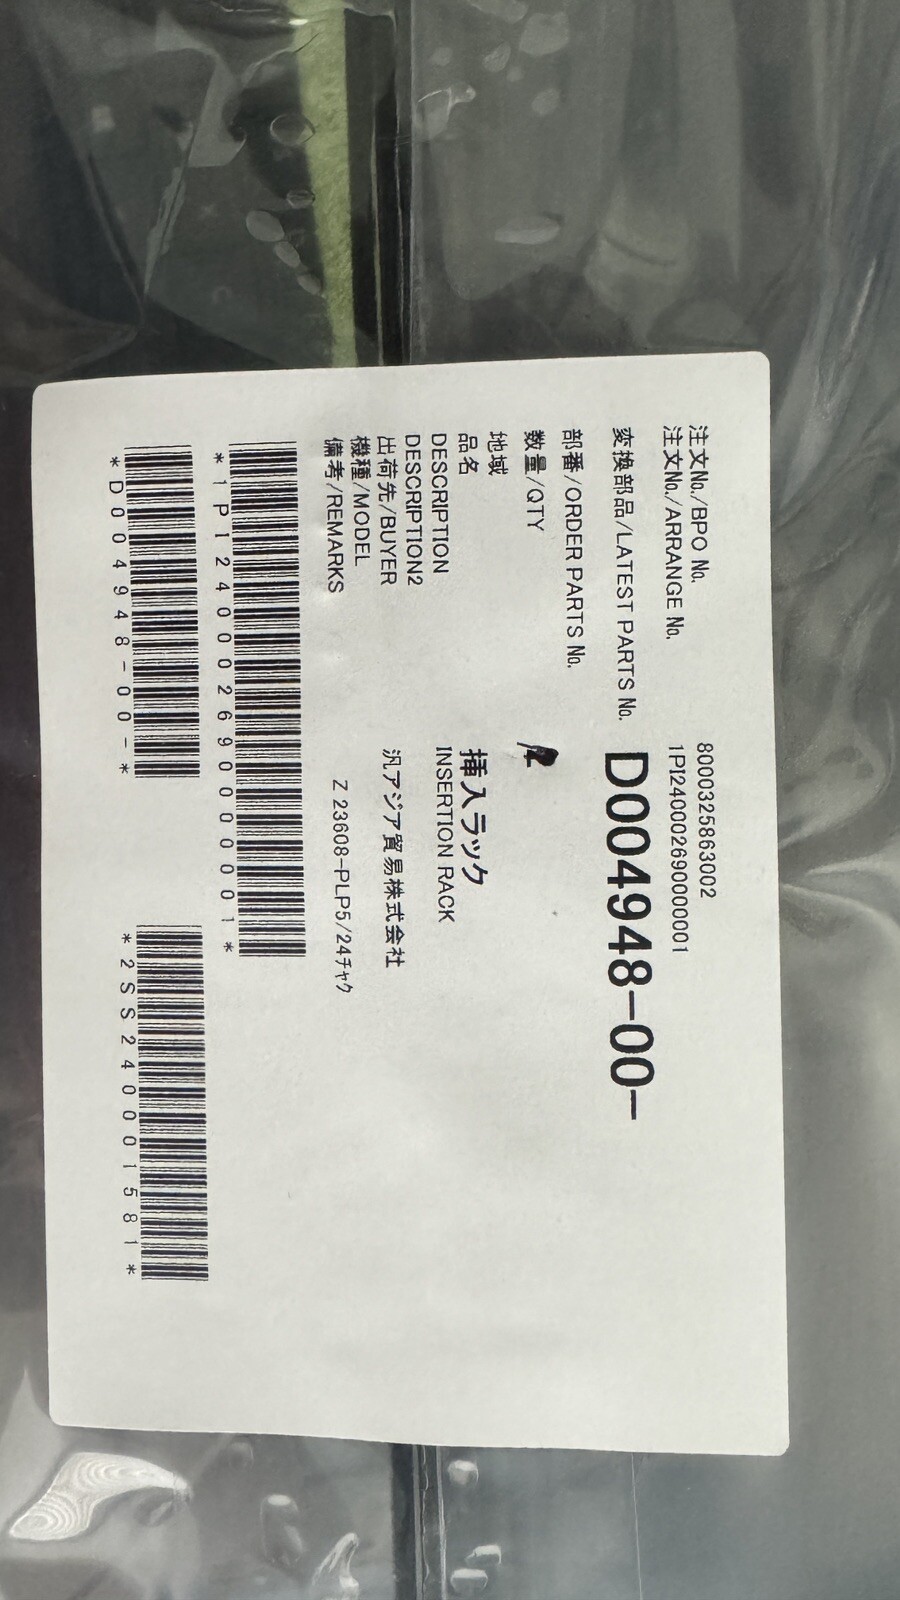 注文No./BPO No. 8000325863002
注文No./ARRANGE No. 1P1240002690000001
変換部品/LATEST PARTS No. D004948-00-
部番/ORDER PARTS No.
数量/QTY
地域
品名 挿入ラック
DESCRIPTION INSERTION RACK
DESCRIPTION2
出荷先/BUYER 汎アジア貿易株式会社
機種/MODEL
備考/REMARKS Z 23608-PLP5/24チャク
*1P1240002690000001*
*D004948-00-*
*2SS240001581*